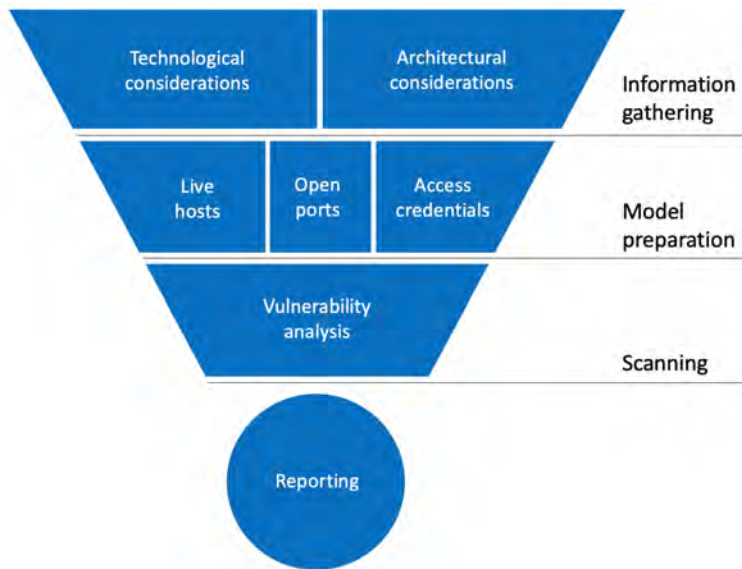 Technological
considerations
Architectural
considerations
Information
gathering
Live
hosts
Open
ports
Access
credentials
Model
preparation
Vulnerability
analysis
Scanning
Reporting